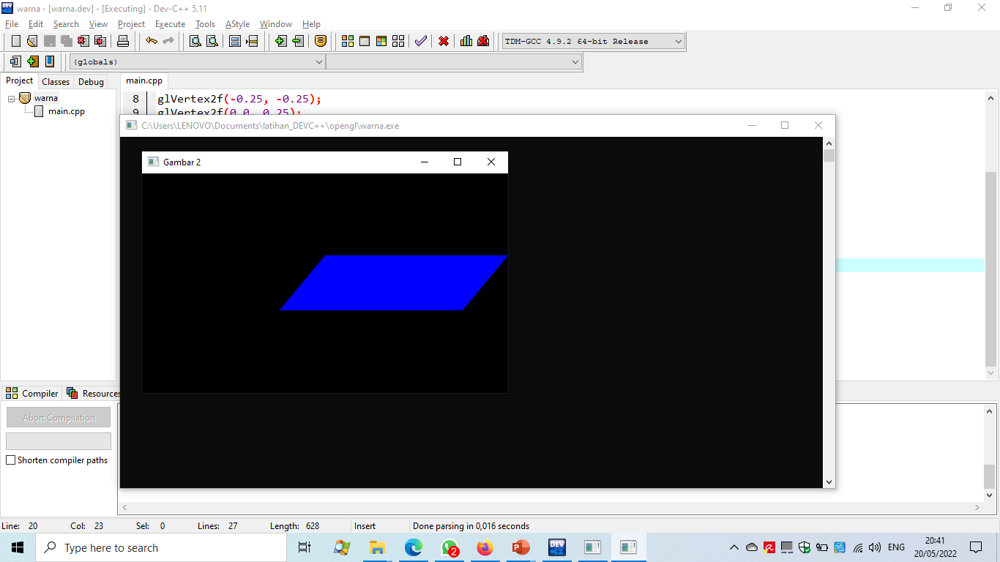 warna - [warna.dev] - [Executing] - Dev-C++ 5.11
File Edit Search View Project Execute Tools AStyle Window Help
TDM-GCC 4.9.2 64-bit Release
(globals)
Project Classes Debug
main.cpp
warna
main.cpp
8 glVertex2f(-0.25, -0.25);
9 glVertex2f(0.0, 0.25);
C:\Users\LENOVO\Documents\latihan_DEVC++\opengl\warna.exe
Gambar 2
Compiler Resources
Abort Compilation
Shorten compiler paths
Line: 20 Col: 23 Sel: 0 Lines: 27 Length: 628 Insert Done parsing in 0,016 seconds
Type here to search
2
DEV
ENG
20:41
20/05/2022